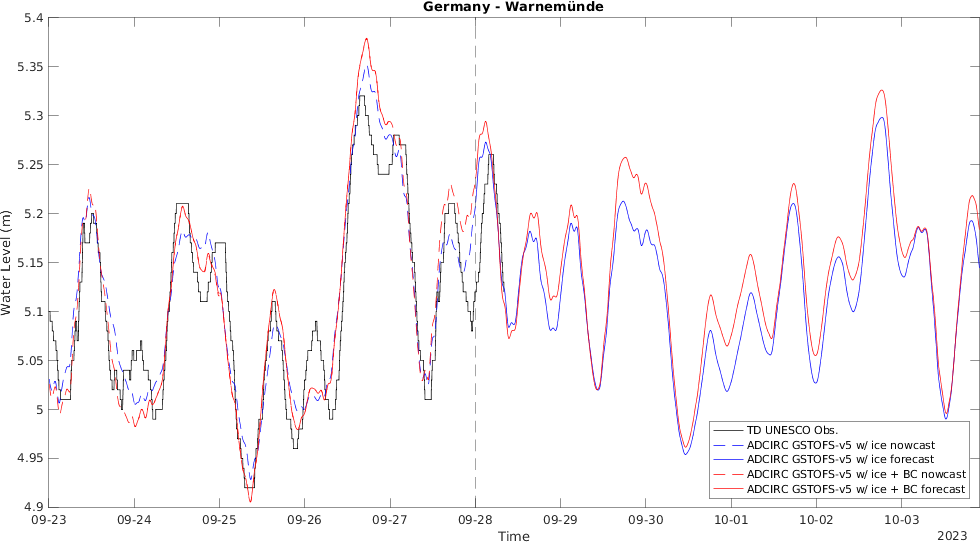 Germany - Warnemünde
5.4
5.35
5.3
5.25
5.2
5.15
5.1
5.05
5
4.95
4.9
Water Level (m)
09-23 09-24 09-25 09-26 09-27 09-28 09-29 09-30 10-01 10-02 10-03
Time
2023
TD UNESCO Obs.
ADCIRC GSTOFS-v5 w/ ice nowcast
ADCIRC GSTOFS-v5 w/ ice forecast
ADCIRC GSTOFS-v5 w/ ice + BC nowcast
ADCIRC GSTOFS-v5 w/ ice + BC forecast